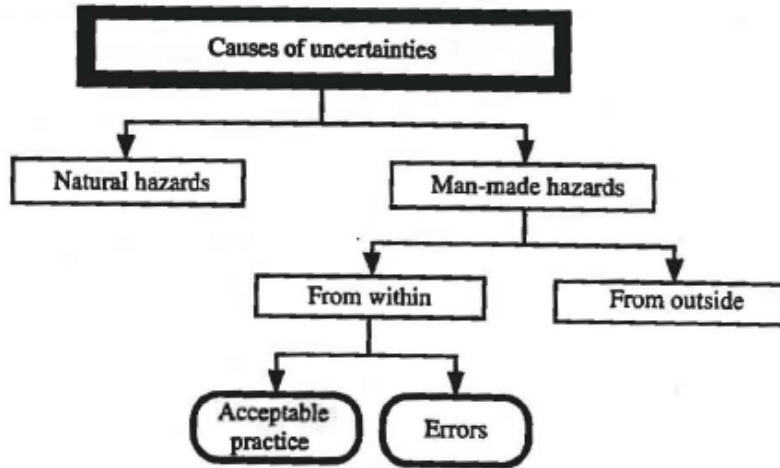 Causes of uncertainties
Natural hazards
Man-made hazards
From within
From outside
Acceptable
practice
Errors